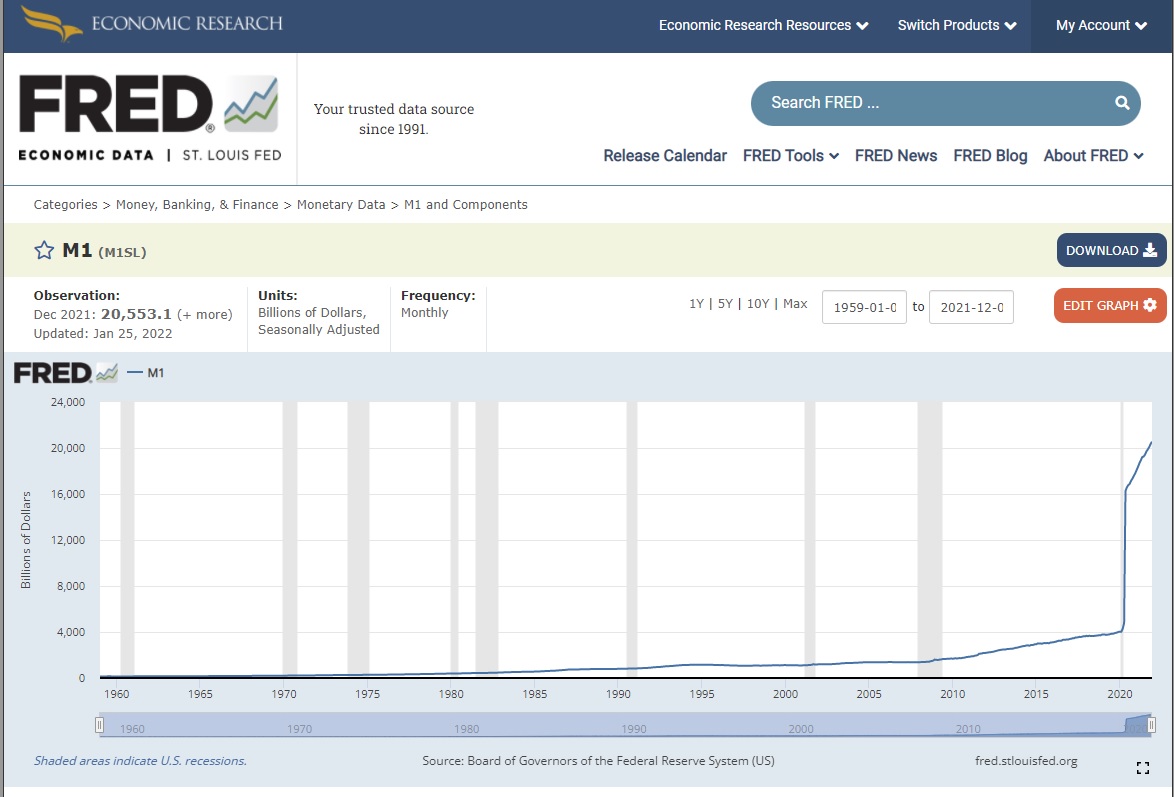 ECONOMIC RESEARCH
Economic Research Resources
Switch Products
My Account
FRED®
ECONOMIC DATA | ST. LOUIS FED
Your trusted data source
since 1991.
Search FRED ...
Release Calendar FRED Tools FRED News FRED Blog About FRED
Categories > Money, Banking, & Finance > Monetary Data > M1 and Components
M1 (M1SL)
DOWNLOAD
Observation:
Dec 2021: 20,553.1 (+ more)
Updated: Jan 25, 2022
Units:
Billions of Dollars,
Seasonally Adjusted
Frequency:
Monthly
1Y | 5Y | 10Y | Max
1959-01-0 to 2021-12-0
EDIT GRAPH
FRED M1
24,000
20,000
16,000
12,000
8,000
4,000
0
Billions of Dollars
1960 1965 1970 1975 1980 1985 1990 1995 2000 2005 2010 2015 2020
1960 1970 1980 1990 2000 2010 2020
Shaded areas indicate U.S. recessions.
Source: Board of Governors of the Federal Reserve System (US)
fred.stlouisfed.org